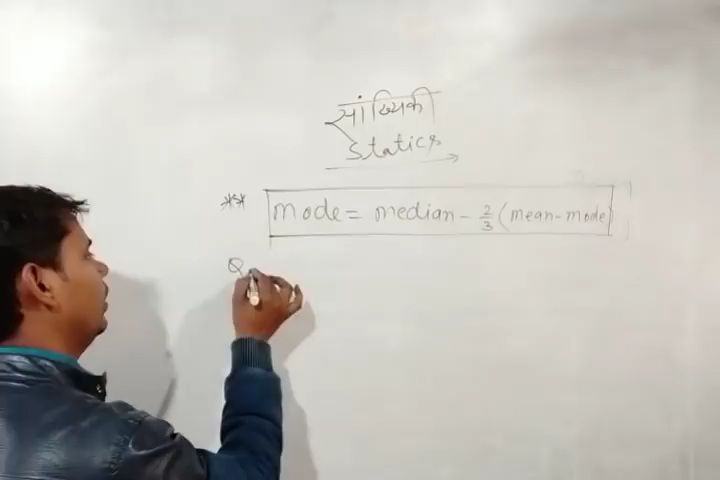 सांख्यिकी
Statics
** mode = median - 2/3 (mean-mode)
Q